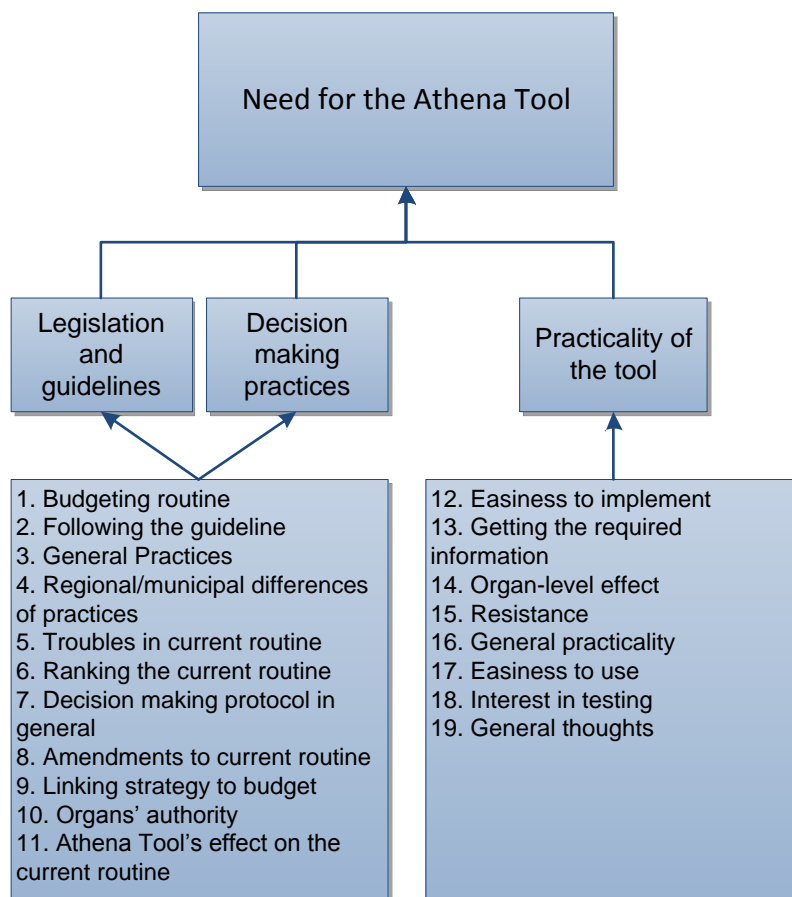 Need for the Athena Tool
Legislation
and
guidelines
Decision
making
practices
Practicality of
the tool
1. Budgeting routine
2. Following the guideline
3. General Practices
4. Regional/municipal differences
of practices
5. Troubles in current routine
6. Ranking the current routine
7. Decision making protocol in
general
8. Amendments to current routine
9. Linking strategy to budget
10. Organs’ authority
11. Athena Tool’s effect on the
current routine
12. Easiness to implement
13. Getting the required
information
14. Organ-level effect
15. Resistance
16. General practicality
17. Easiness to use
18. Interest in testing
19. General thoughts